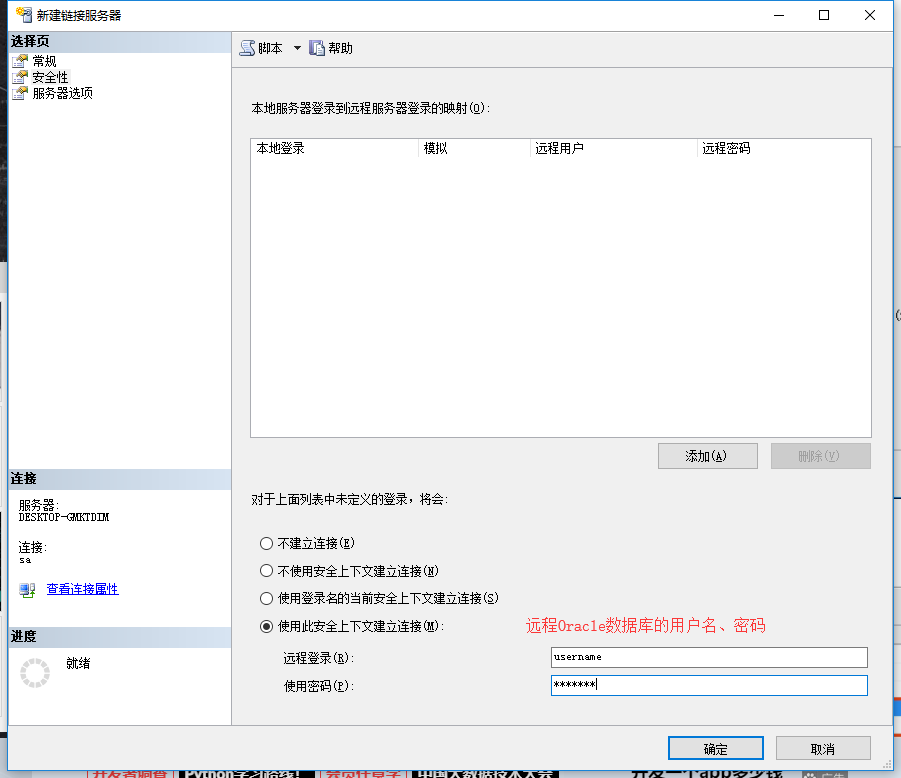 新建链接服务器
选择页
常规
安全性
服务器选项
脚本 帮助
本地服务器登录到远程服务器登录的映射(O):
本地登录 模拟 远程用户 远程密码
添加(A) 删除(V)
对于上面列表中未定义的登录，将会:
不建立连接(E)
不使用安全上下文建立连接(N)
使用登录名的当前安全上下文建立连接(S)
使用此安全上下文建立连接(M):
远程Oracle数据库的用户名、密码
远程登录(R): username
使用密码(P): *******
连接
服务器:
DESKTOP-GMKTDIM
连接:
sa
查看连接属性
进度
就绪
确定 取消